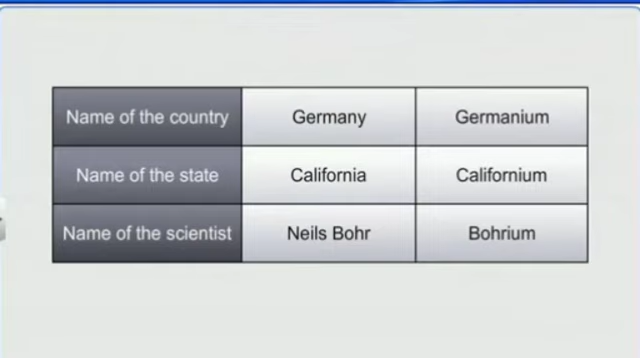 Name of the country Germany Germanium
Name of the state California Californium
Name of the scientist Neils Bohr Bohrium